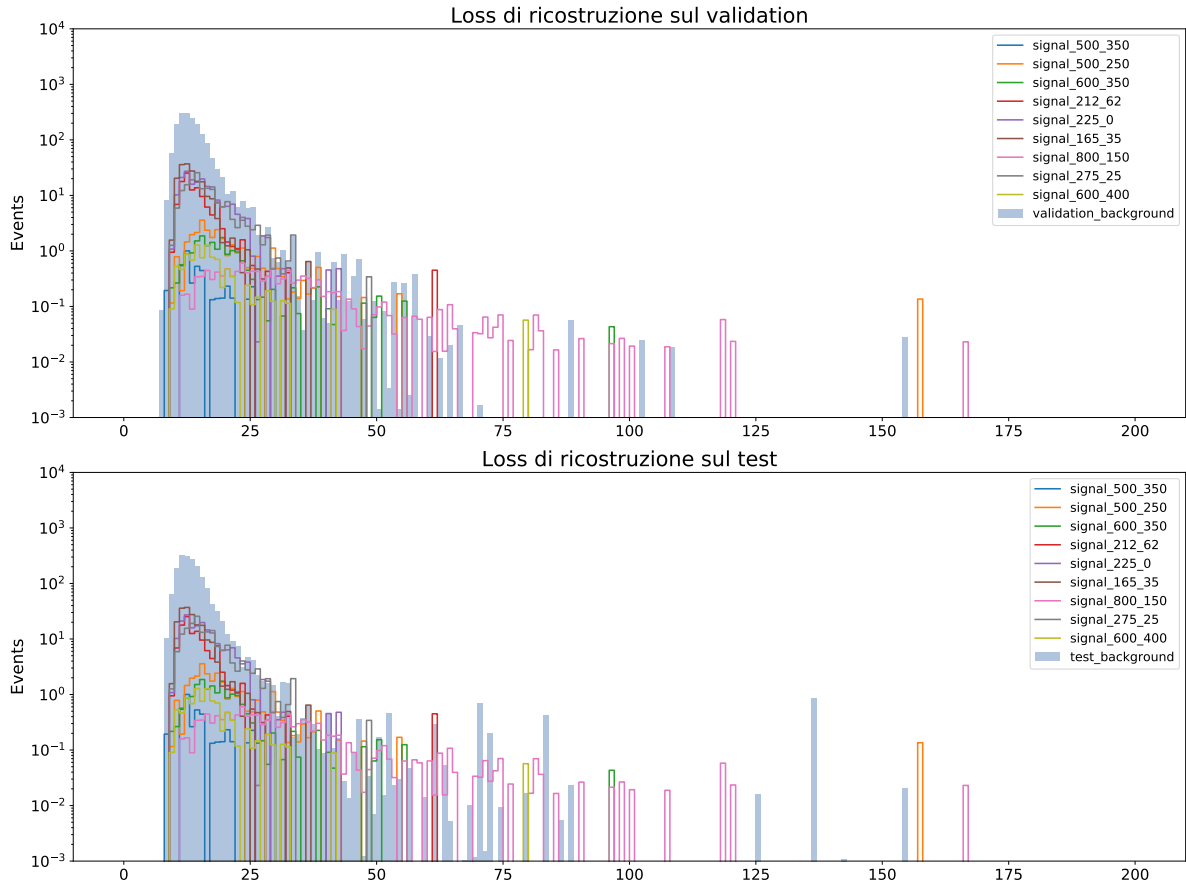 Loss di ricostruzione sul validation
10^4
10^3
10^2
10^1
10^0
10^-1
10^-2
10^-3
Events
signal_500_350
signal_500_250
signal_600_350
signal_212_62
signal_225_0
signal_165_35
signal_800_150
signal_275_25
signal_600_400
validation_background
0 25 50 75 100 125 150 175 200
Loss di ricostruzione sul test
10^4
10^3
10^2
10^1
10^0
10^-1
10^-2
10^-3
Events
signal_500_350
signal_500_250
signal_600_350
signal_212_62
signal_225_0
signal_165_35
signal_800_150
signal_275_25
signal_600_400
test_background
0 25 50 75 100 125 150 175 200